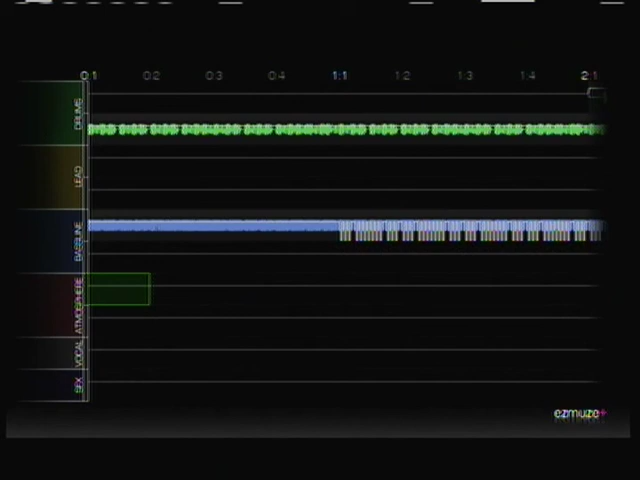 0:1 0:2 0:3 0:4 1:1 1:2 1:3 1:4 2:1
DRUMS
LEAD
BASSLINE
ATMOSPHERE
VOCAL
SFX
ezmuze+